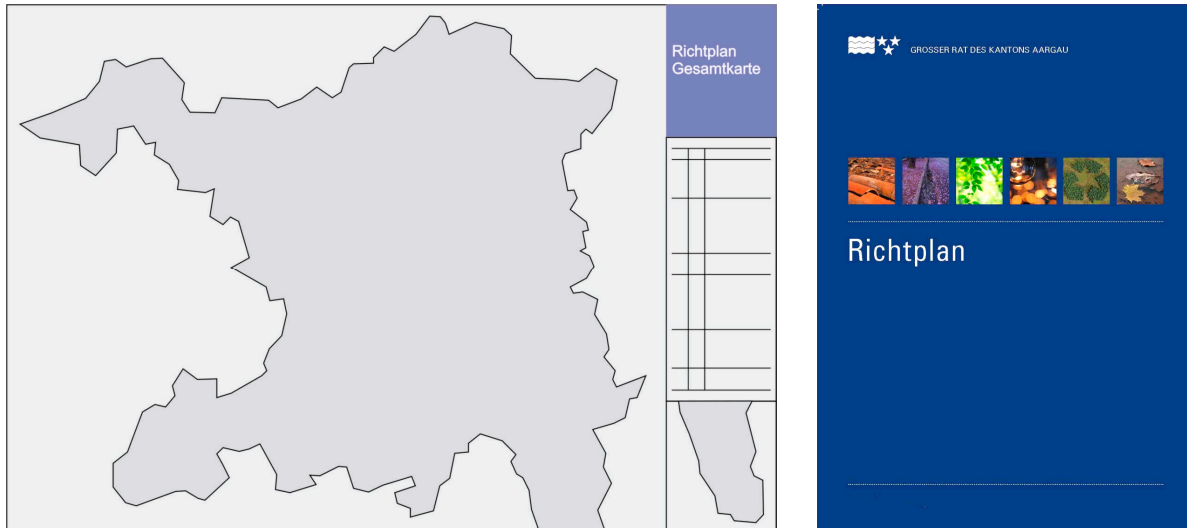 Richtplan
Gesamtkarte
GROSSER RAT DES KANTONS AARGAU
Richtplan